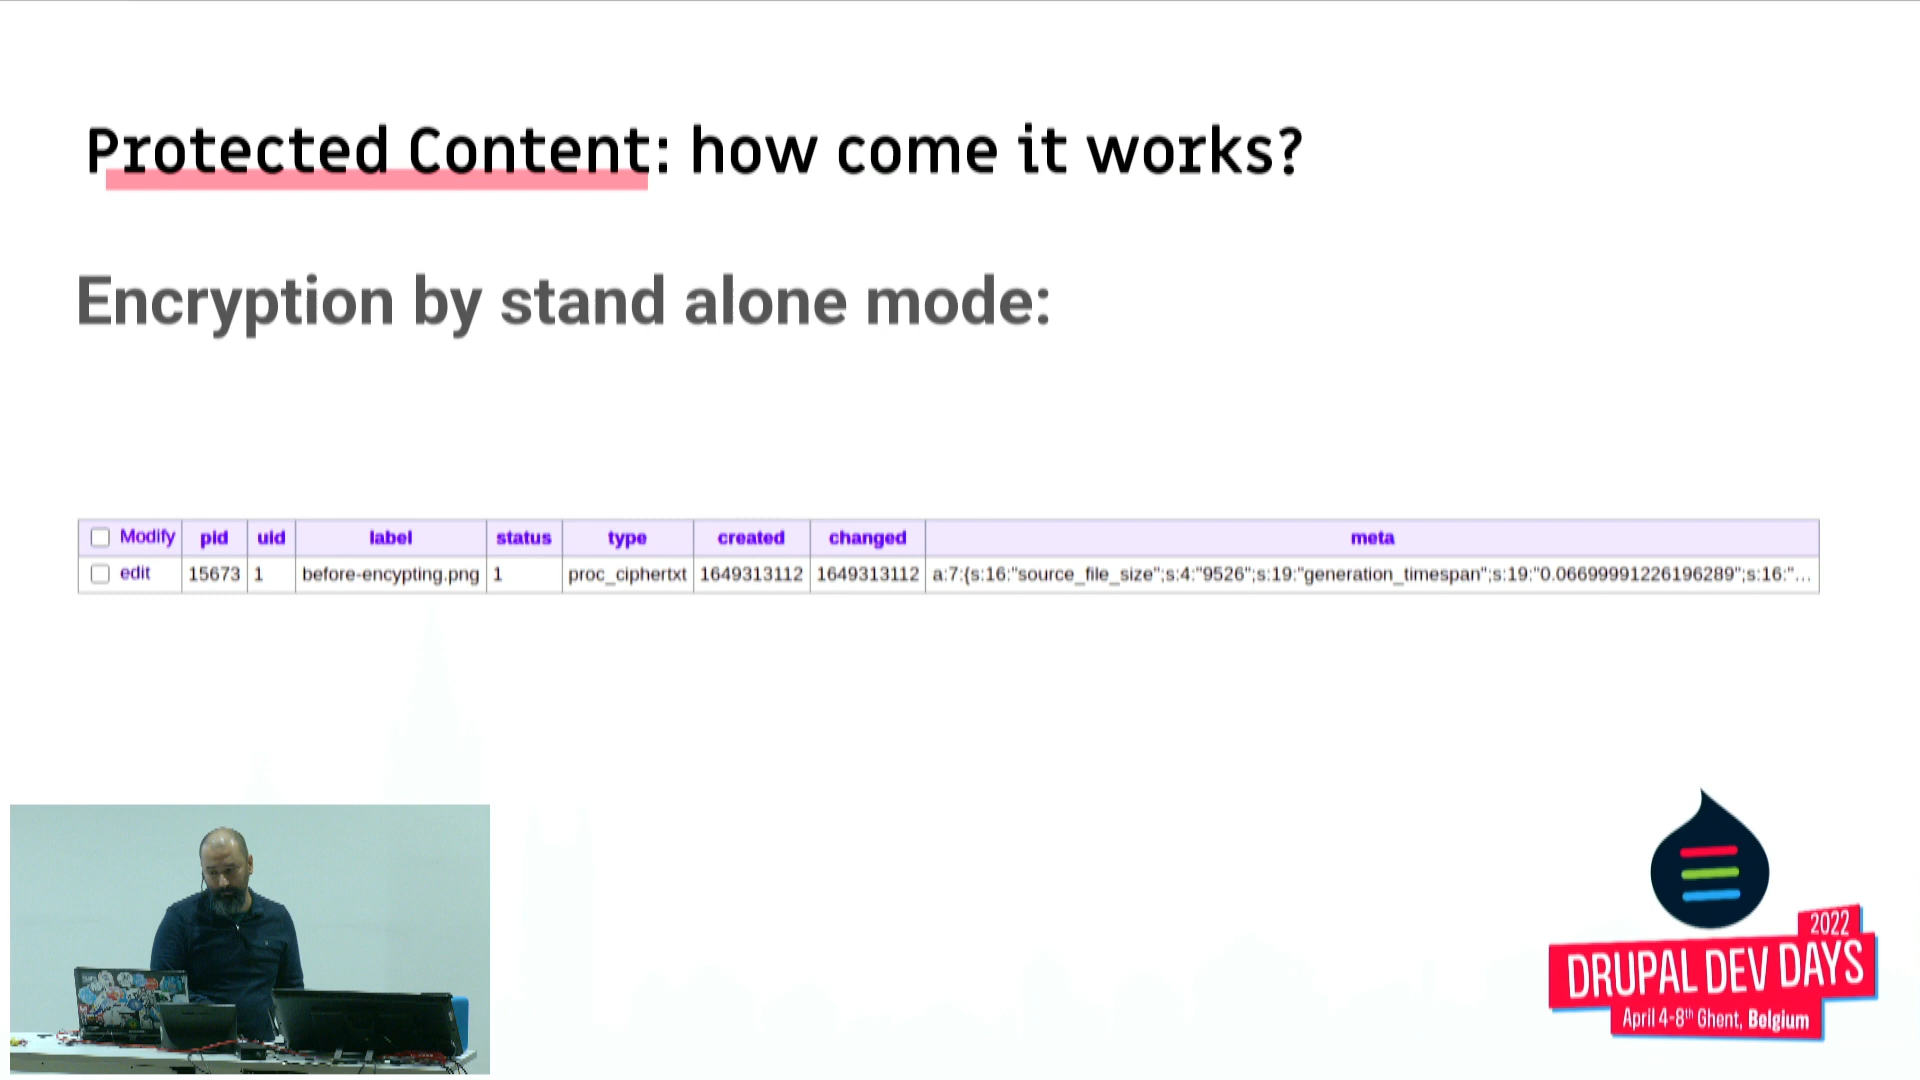 Protected Content: how come it works?
Encryption by stand alone mode:
Modify pid uid label status type created changed meta
edit 15673 1 before-encypting.png 1 proc_ciphertxt 1649313112 1649313112 a:7:{s:16:"source_file_size";s:4:"9526";s:19:"generation_timespan";s:19:"0.066999912261​96289";s:16:"...
2022
DRUPAL DEV DAYS
April 4-8th Ghent, Belgium